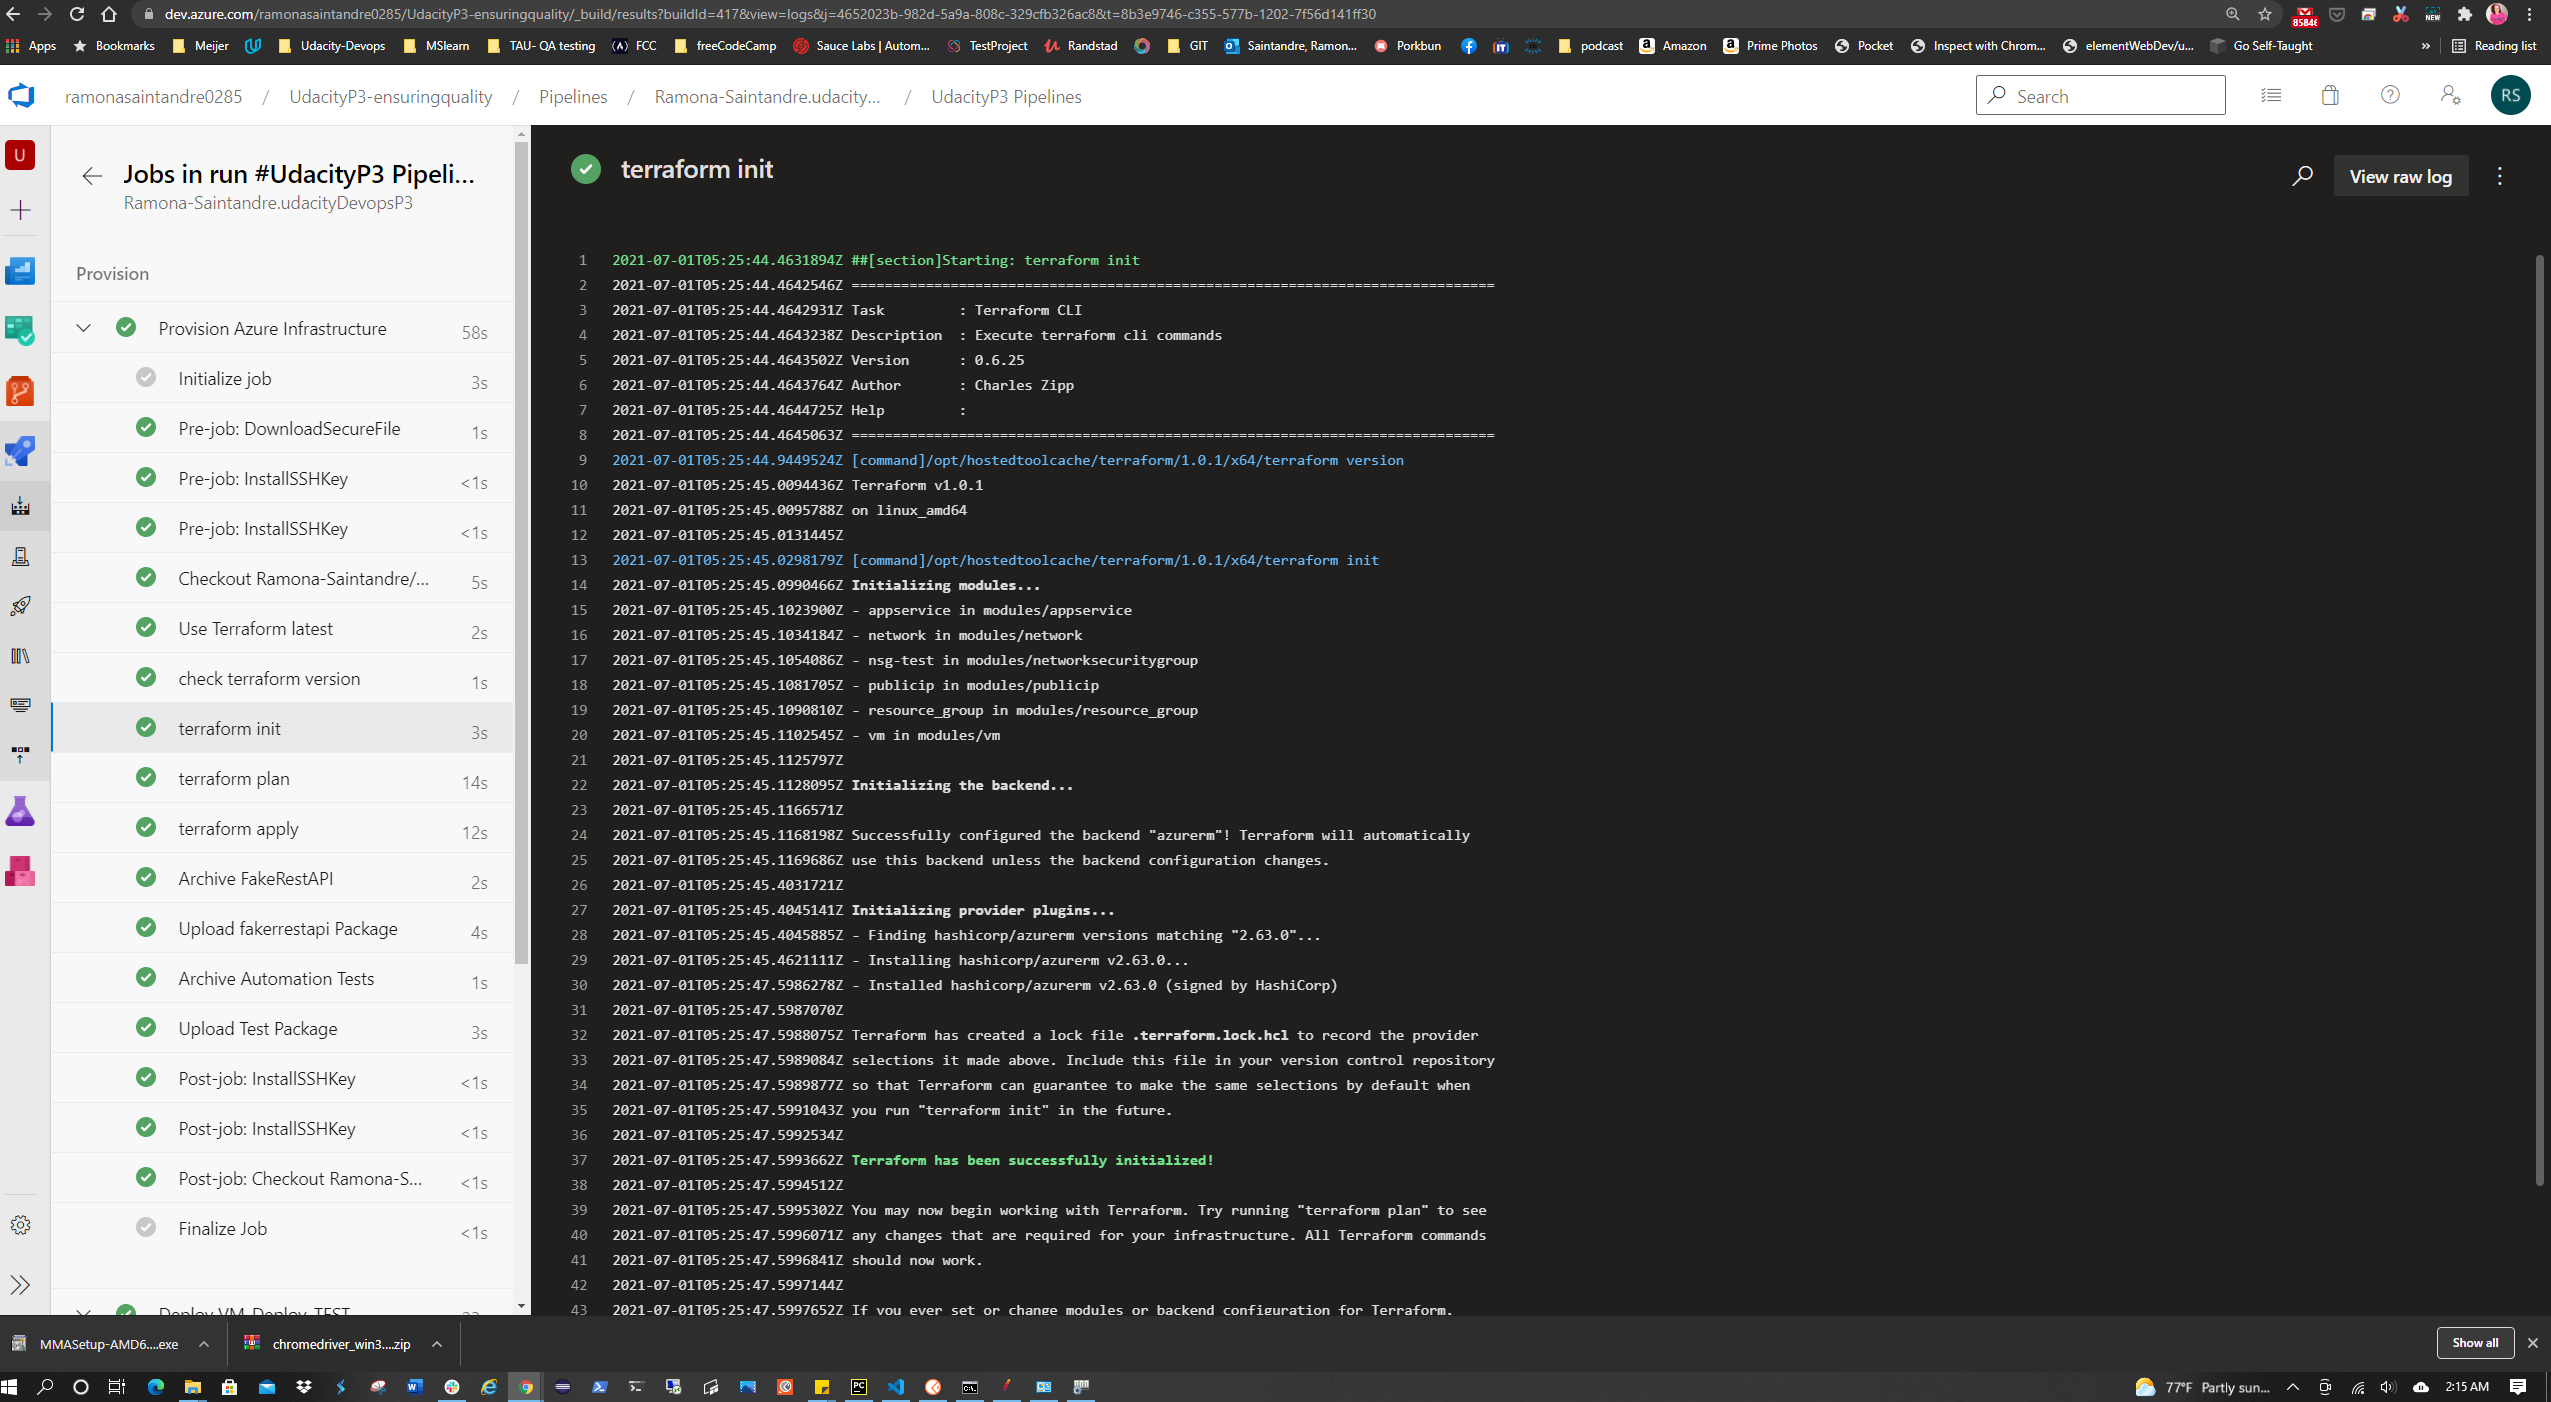 dev.azure.com/ramonasaintandre0285/UdacityP3-ensuringquality/_build/results?buildId=417&view=logs&j=4652023b-982d-5a9a-808c-329cfb326ac8&t=8b3e9746-c355-577b-1202-7f56d141ff30
85846
NEW
Apps Bookmarks Meijer Udacity-Devops MSlearn TAU- QA testing FCC freeCodeCamp Sauce Labs | Autom... TestProject Randstad GIT Saintandre, Ramon... Porkbun podcast Amazon Prime Photos Pocket Inspect with Chrom... elementWebDev/u... Go Self-Taught » Reading list
ramonasaintandre0285 / UdacityP3-ensuringquality / Pipelines / Ramona-Saintandre.udacity... / UdacityP3 Pipelines
Search
RS
U
Jobs in run #UdacityP3 Pipeli...
Ramona-Saintandre.udacityDevopsP3
Provision
Provision Azure Infrastructure 58s
Initialize job 3s
Pre-job: DownloadSecureFile 1s
Pre-job: InstallSSHKey <1s
Pre-job: InstallSSHKey <1s
Checkout Ramona-Saintandre/... 5s
Use Terraform latest 2s
check terraform version 1s
terraform init 3s
terraform plan 14s
terraform apply 12s
Archive FakeRestAPI 2s
Upload fakerrestapi Package 4s
Archive Automation Tests 1s
Upload Test Package 3s
Post-job: InstallSSHKey <1s
Post-job: InstallSSHKey <1s
Post-job: Checkout Ramona-S... <1s
Finalize Job <1s
Deploy VM_Deploy_TEST
terraform init
View raw log
1 2021-07-01T05:25:44.4631894Z ##[section]Starting: terraform init
2 2021-07-01T05:25:44.4642546Z ==============================================================================
3 2021-07-01T05:25:44.4642931Z Task         : Terraform CLI
4 2021-07-01T05:25:44.4643238Z Description  : Execute terraform cli commands
5 2021-07-01T05:25:44.4643502Z Version      : 0.6.25
6 2021-07-01T05:25:44.4643764Z Author       : Charles Zipp
7 2021-07-01T05:25:44.4644725Z Help         :
8 2021-07-01T05:25:44.4645063Z ==============================================================================
9 2021-07-01T05:25:44.9449524Z [command]/opt/hostedtoolcache/terraform/1.0.1/x64/terraform version
10 2021-07-01T05:25:45.0094436Z Terraform v1.0.1
11 2021-07-01T05:25:45.0095788Z on linux_amd64
12 2021-07-01T05:25:45.0131445Z
13 2021-07-01T05:25:45.0298179Z [command]/opt/hostedtoolcache/terraform/1.0.1/x64/terraform init
14 2021-07-01T05:25:45.0990466Z Initializing modules...
15 2021-07-01T05:25:45.1023900Z - appservice in modules/appservice
16 2021-07-01T05:25:45.1034184Z - network in modules/network
17 2021-07-01T05:25:45.1054086Z - nsg-test in modules/networksecuritygroup
18 2021-07-01T05:25:45.1081705Z - publicip in modules/publicip
19 2021-07-01T05:25:45.1090810Z - resource_group in modules/resource_group
20 2021-07-01T05:25:45.1102545Z - vm in modules/vm
21 2021-07-01T05:25:45.1125797Z
22 2021-07-01T05:25:45.1128095Z Initializing the backend...
23 2021-07-01T05:25:45.1166571Z
24 2021-07-01T05:25:45.1168198Z Successfully configured the backend "azurerm"! Terraform will automatically
25 2021-07-01T05:25:45.1169686Z use this backend unless the backend configuration changes.
26 2021-07-01T05:25:45.4031721Z
27 2021-07-01T05:25:45.4045141Z Initializing provider plugins...
28 2021-07-01T05:25:45.4045885Z - Finding hashicorp/azurerm versions matching "2.63.0"...
29 2021-07-01T05:25:45.4621111Z - Installing hashicorp/azurerm v2.63.0...
30 2021-07-01T05:25:47.5986278Z - Installed hashicorp/azurerm v2.63.0 (signed by HashiCorp)
31 2021-07-01T05:25:47.5987070Z
32 2021-07-01T05:25:47.5988075Z Terraform has created a lock file .terraform.lock.hcl to record the provider
33 2021-07-01T05:25:47.5989084Z selections it made above. Include this file in your version control repository
34 2021-07-01T05:25:47.5989877Z so that Terraform can guarantee to make the same selections by default when
35 2021-07-01T05:25:47.5991043Z you run "terraform init" in the future.
36 2021-07-01T05:25:47.5992534Z
37 2021-07-01T05:25:47.5993662Z Terraform has been successfully initialized!
38 2021-07-01T05:25:47.5994512Z
39 2021-07-01T05:25:47.5995302Z You may now begin working with Terraform. Try running "terraform plan" to see
40 2021-07-01T05:25:47.5996071Z any changes that are required for your infrastructure. All Terraform commands
41 2021-07-01T05:25:47.5996841Z should now work.
42 2021-07-01T05:25:47.5997144Z
43 2021-07-01T05:25:47.5997652Z If you ever set or change modules or backend configuration for Terraform,
MMASetup-AMD6....exe chromedriver_win3....zip Show all
77°F Partly sun... 2:15 AM